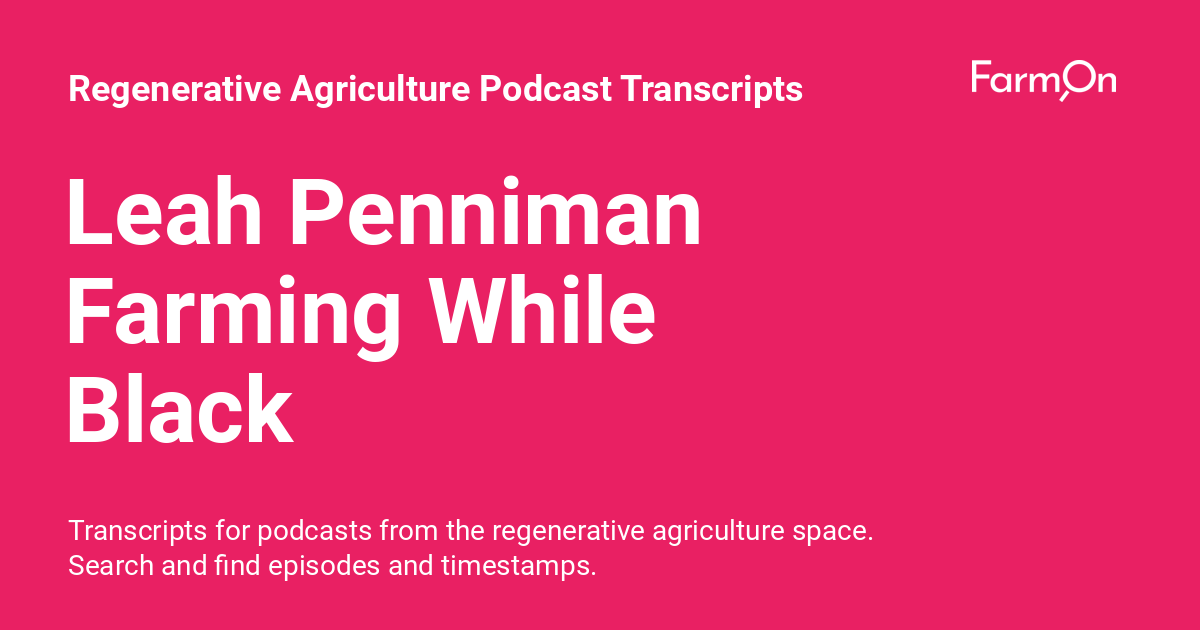 Regenerative Agriculture Podcast Transcripts
FarmOn
Leah Penniman
Farming While
Black
Transcripts for podcasts from the regenerative agriculture space.
Search and find episodes and timestamps.